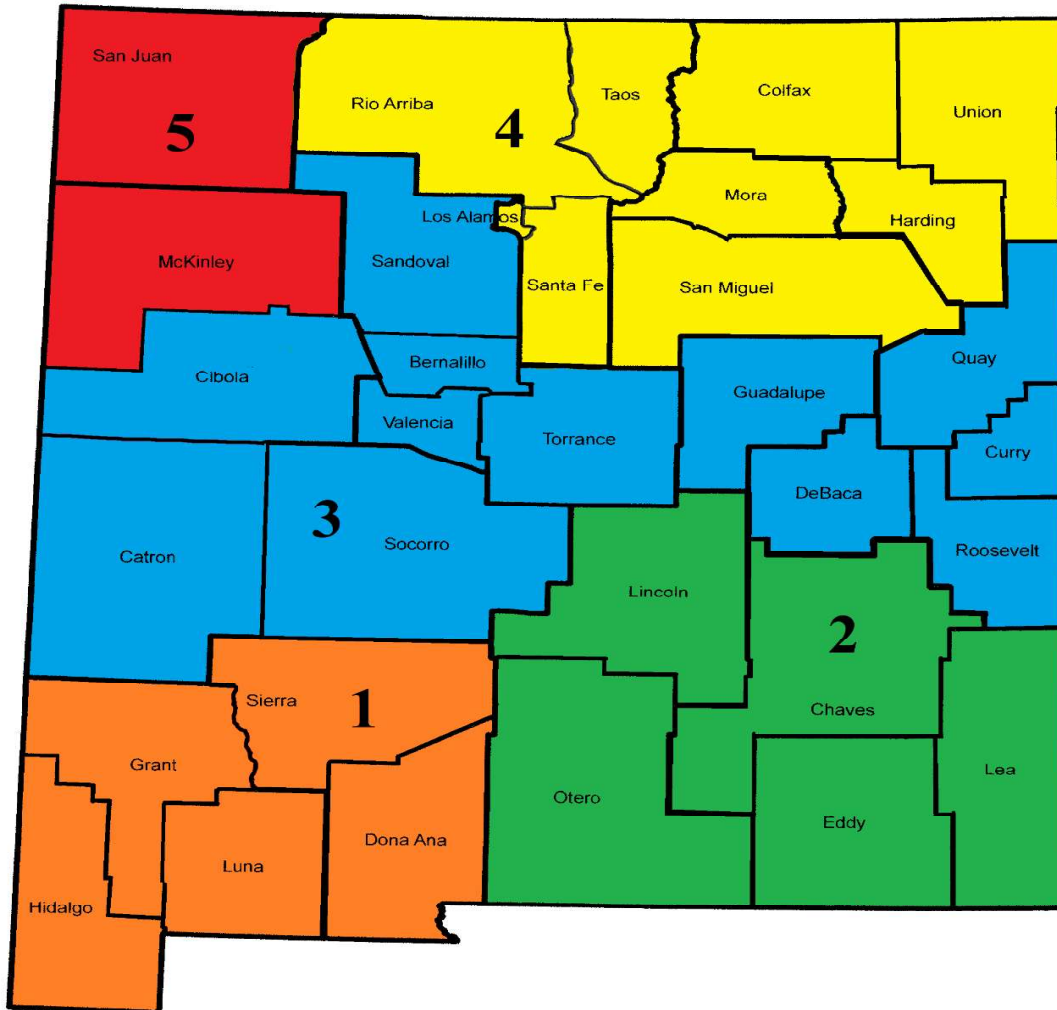 San Juan
5
Rio Arriba
4
Taos
Colfax
Union
McKinley
Los Alamos
Sandoval
Santa Fe
Mora
Harding
San Miguel
Cibola
Bernalillo
Valencia
Torrance
Guadalupe
Quay
Curry
DeBaca
Roosevelt
Catron
3
Socorro
Lincoln
2
Chaves
Sierra
1
Grant
Otero
Eddy
Lea
Hidalgo
Luna
Dona Ana